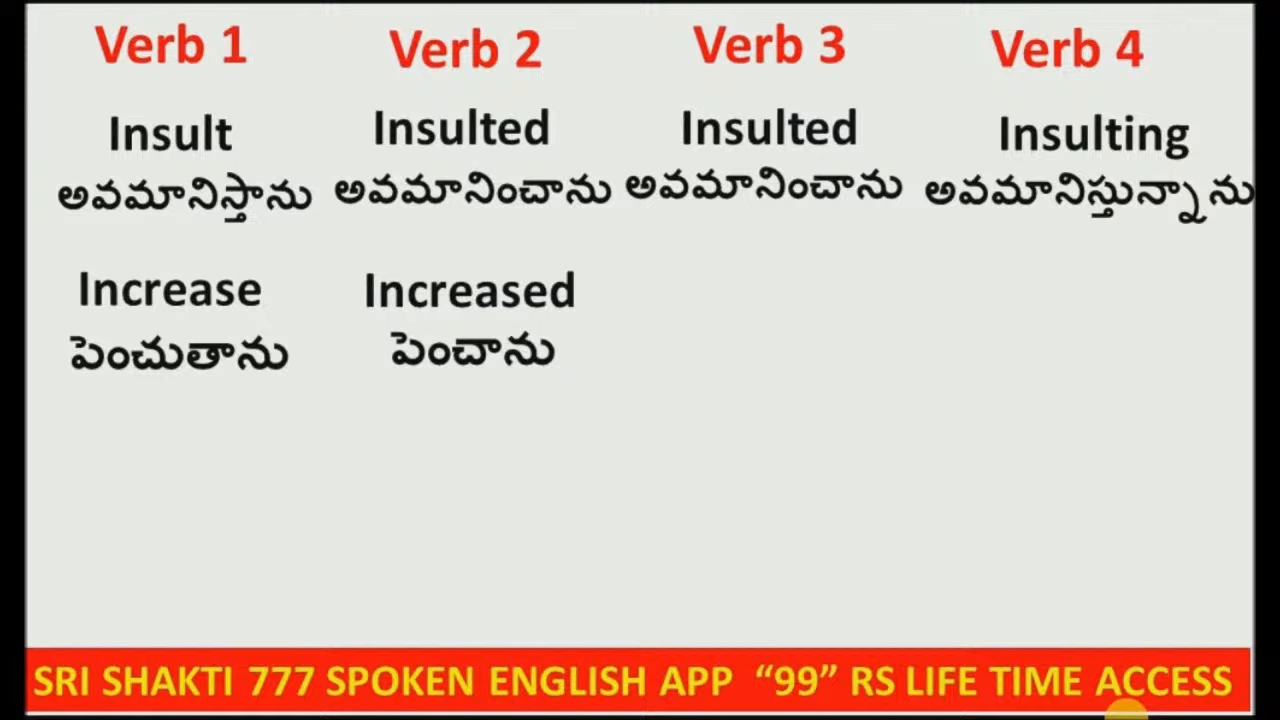 Verb 1 Verb 2 Verb 3 Verb 4
Insult Insulted Insulted Insulting
అవమానిస్తాను అవమానించాను అవమానించాను అవమానిస్తున్నాను
Increase Increased
పెంచుతాను పెంచాను
SRI SHAKTI 777 SPOKEN ENGLISH APP “99” RS LIFE TIME ACCESS